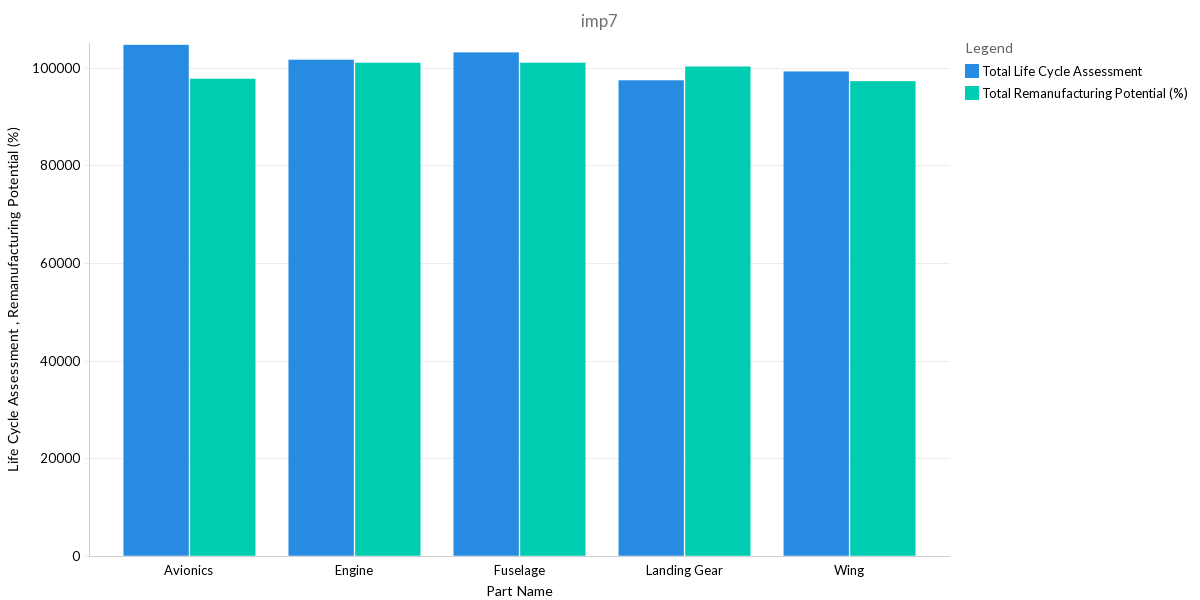 imp7
Legend
Total Life Cycle Assessment
Total Remanufacturing Potential (%)
Life Cycle Assessment , Remanufacturing Potential (%)
100000
80000
60000
40000
20000
0
Avionics
Engine
Fuselage
Landing Gear
Wing
Part Name